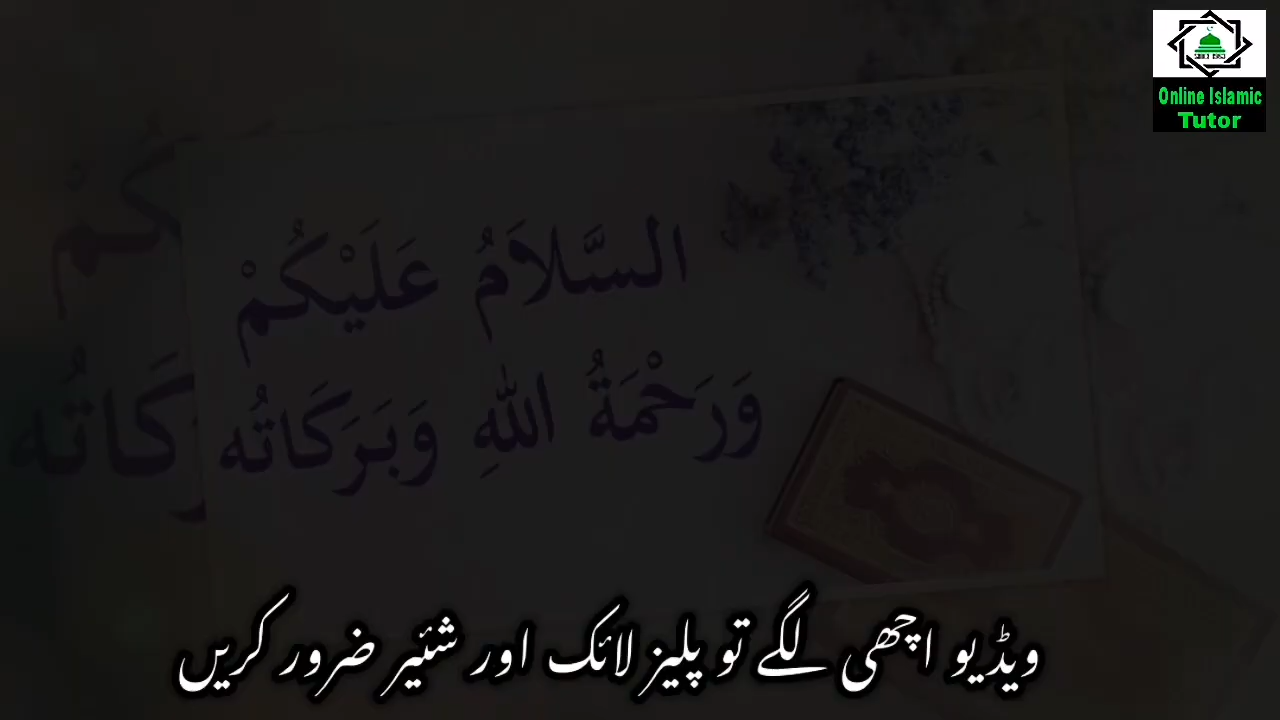 Online Islamic
Tutor
السَّلَامُ عَلَيْكُمْ
وَرَحْمَةُ اللهِ وَبَرَكَاتُه
ویڈیو اچھی لگے تو پلیز لائک اور شئیر ضرور کریں